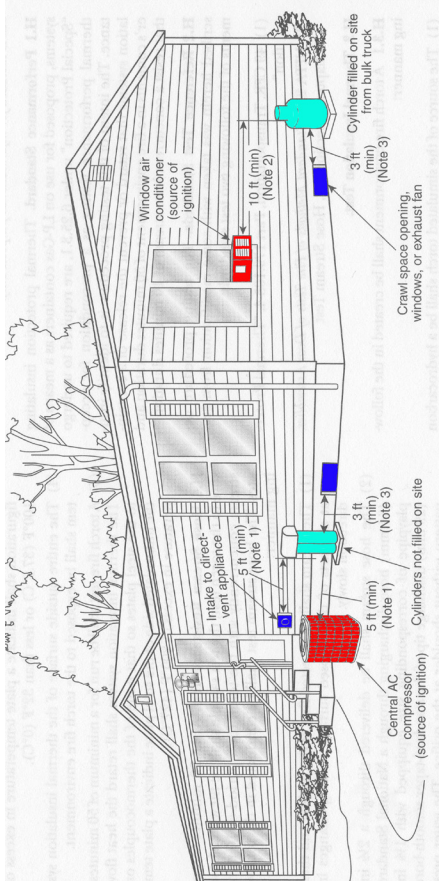 Window air
conditioner
(source of
ignition)
10 ft (min)
(Note 2)
Cylinder filled on site
from bulk truck
3 ft
(min)
(Note 3)
Crawl space opening,
windows, or exhaust fan
Intake to direct-
vent appliance
5 ft (min)
(Note 1)
3 ft
(min)
(Note 3)
5 ft (min)
(Note 1)
Cylinders not filled on site
Central AC
compressor
(source of ignition)